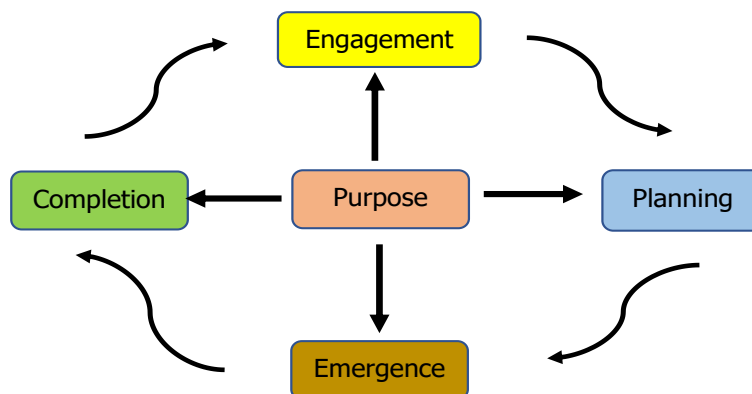 Engagement
Completion
Purpose
Planning
Emergence